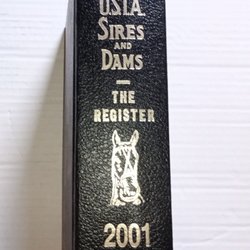 U.S.T.A.
SIRES
AND
DAMS
THE
REGISTER
2001